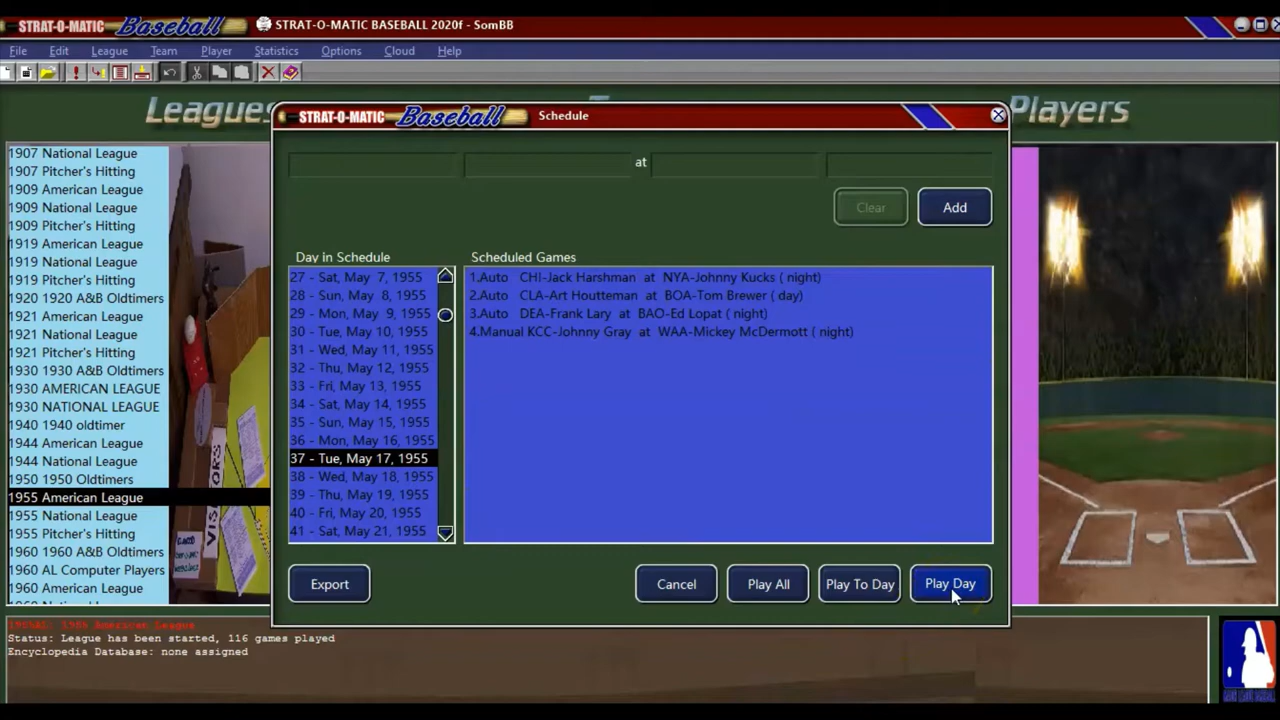 STRAT-O-MATIC Baseball STRAT-O-MATIC BASEBALL 2020f - SomBB
File Edit League Team Player Statistics Options Cloud Help
Leagues
Players
STRAT-O-MATIC Baseball Schedule
at
Clear Add
Day in Schedule
Scheduled Games
1907 National League
1907 Pitcher's Hitting
1909 American League
1909 National League
1909 Pitcher's Hitting
1919 American League
1919 National League
1919 Pitcher's Hitting
1920 1920 A&B Oldtimers
1921 American League
1921 National League
1921 Pitcher's Hitting
1930 1930 A&B Oldtimers
1930 AMERICAN LEAGUE
1930 NATIONAL LEAGUE
1940 1940 oldtimer
1944 American League
1944 National League
1950 1950 Oldtimers
1955 American League
1955 National League
1955 Pitcher's Hitting
1960 1960 A&B Oldtimers
1960 AL Computer Players
1960 American League
VISITORS
27 - Sat, May 7, 1955
28 - Sun, May 8, 1955
29 - Mon, May 9, 1955
30 - Tue, May 10, 1955
31 - Wed, May 11, 1955
32 - Thu, May 12, 1955
33 - Fri, May 13, 1955
34 - Sat, May 14, 1955
35 - Sun, May 15, 1955
36 - Mon, May 16, 1955
37 - Tue, May 17, 1955
38 - Wed, May 18, 1955
39 - Thu, May 19, 1955
40 - Fri, May 20, 1955
41 - Sat, May 21, 1955
1.Auto CHI-Jack Harshman at NYA-Johnny Kucks ( night)
2.Auto CLA-Art Houtteman at BOA-Tom Brewer ( day)
3.Auto DEA-Frank Lary at BAO-Ed Lopat ( night)
4.Manual KCC-Johnny Gray at WAA-Mickey McDermott ( night)
Export Cancel Play All Play To Day Play Day
American League
Status: League has been started, 116 games played
Encyclopedia Database: none assigned